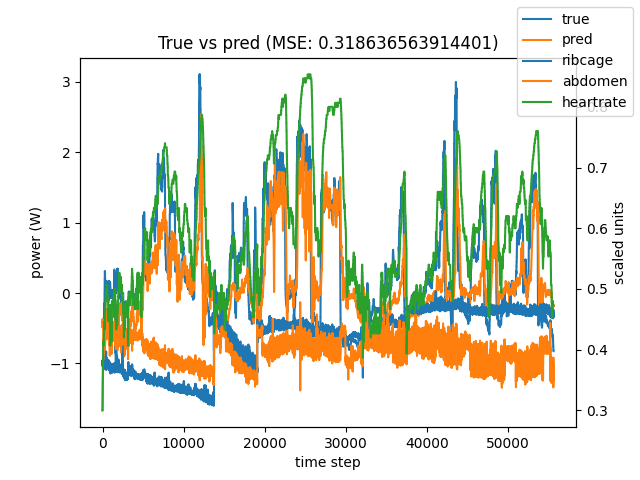 True vs pred (MSE: 0.318636563914401)
true
pred
ribcage
abdomen
heartrate
3
2
1
0
−1
power (W)
0.7
0.6
0.5
0.4
0.3
scaled units
0
10000
20000
30000
40000
50000
time step